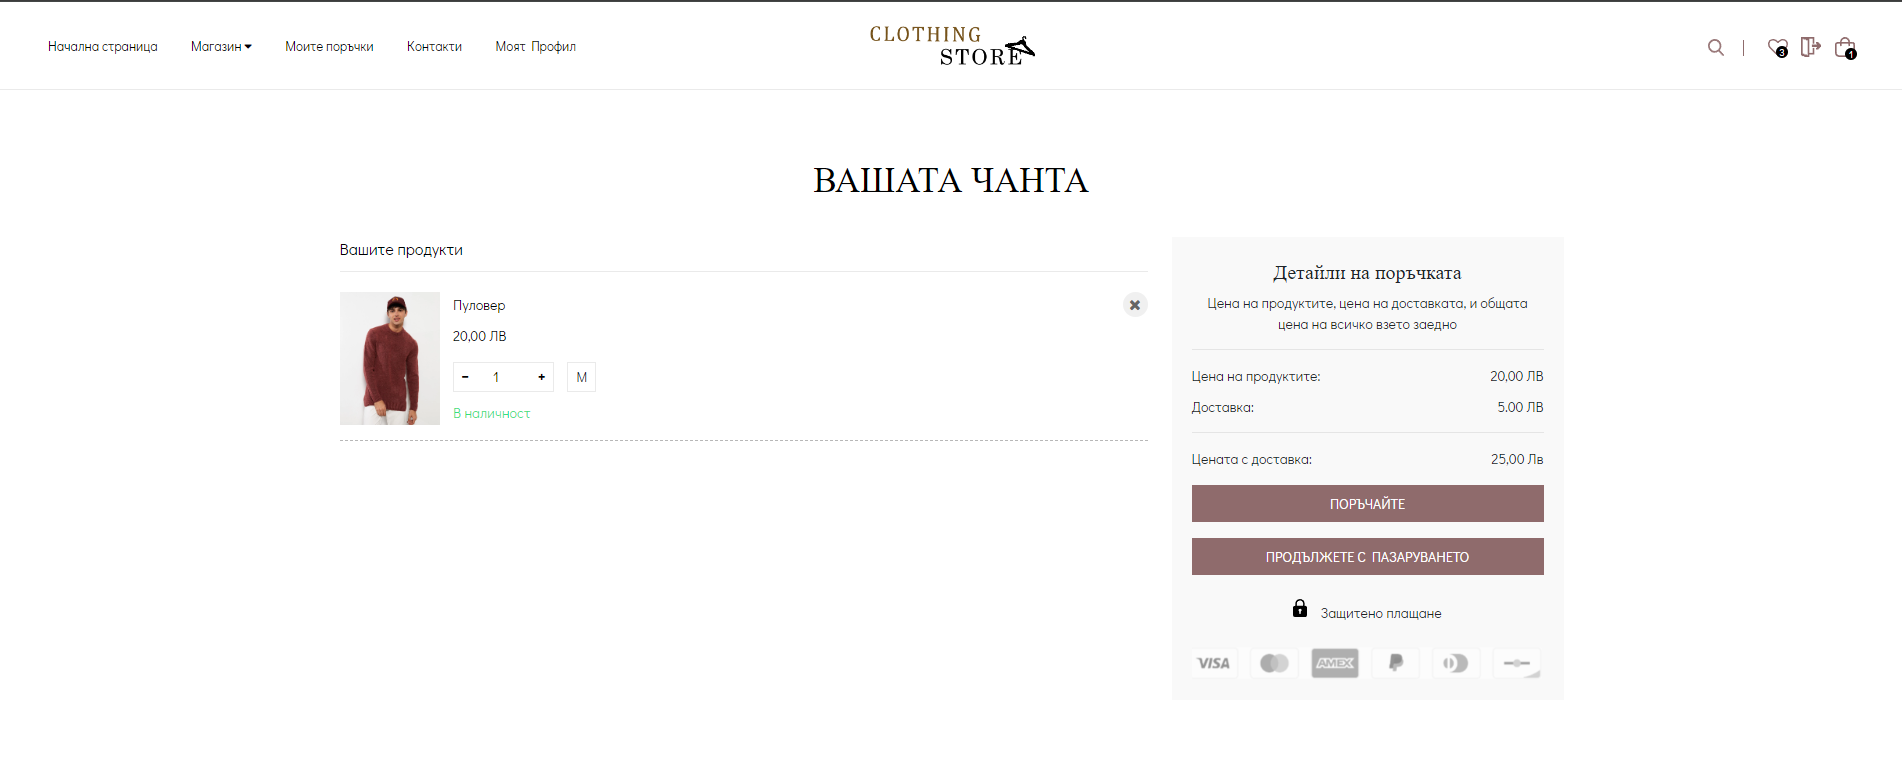 Начална страница
Магазин
Моите поръчки
Контакти
Моят Профил
CLOTHING
STORE
3
1
ВАШАТА ЧАНТА
Вашите продукти
Пуловер
20,00 ЛВ
- 1 +
M
В наличност
Детайли на поръчката
Цена на продуктите, цена на доставката, и общата
цена на всичко взето заедно
Цена на продуктите: 20,00 ЛВ
Доставка: 5.00 ЛВ
Цената с доставка: 25,00 Лв
ПОРЪЧАЙТЕ
ПРОДЪЛЖЕТЕ С ПАЗАРУВАНЕТО
Защитено плащане
VISA
AMEX